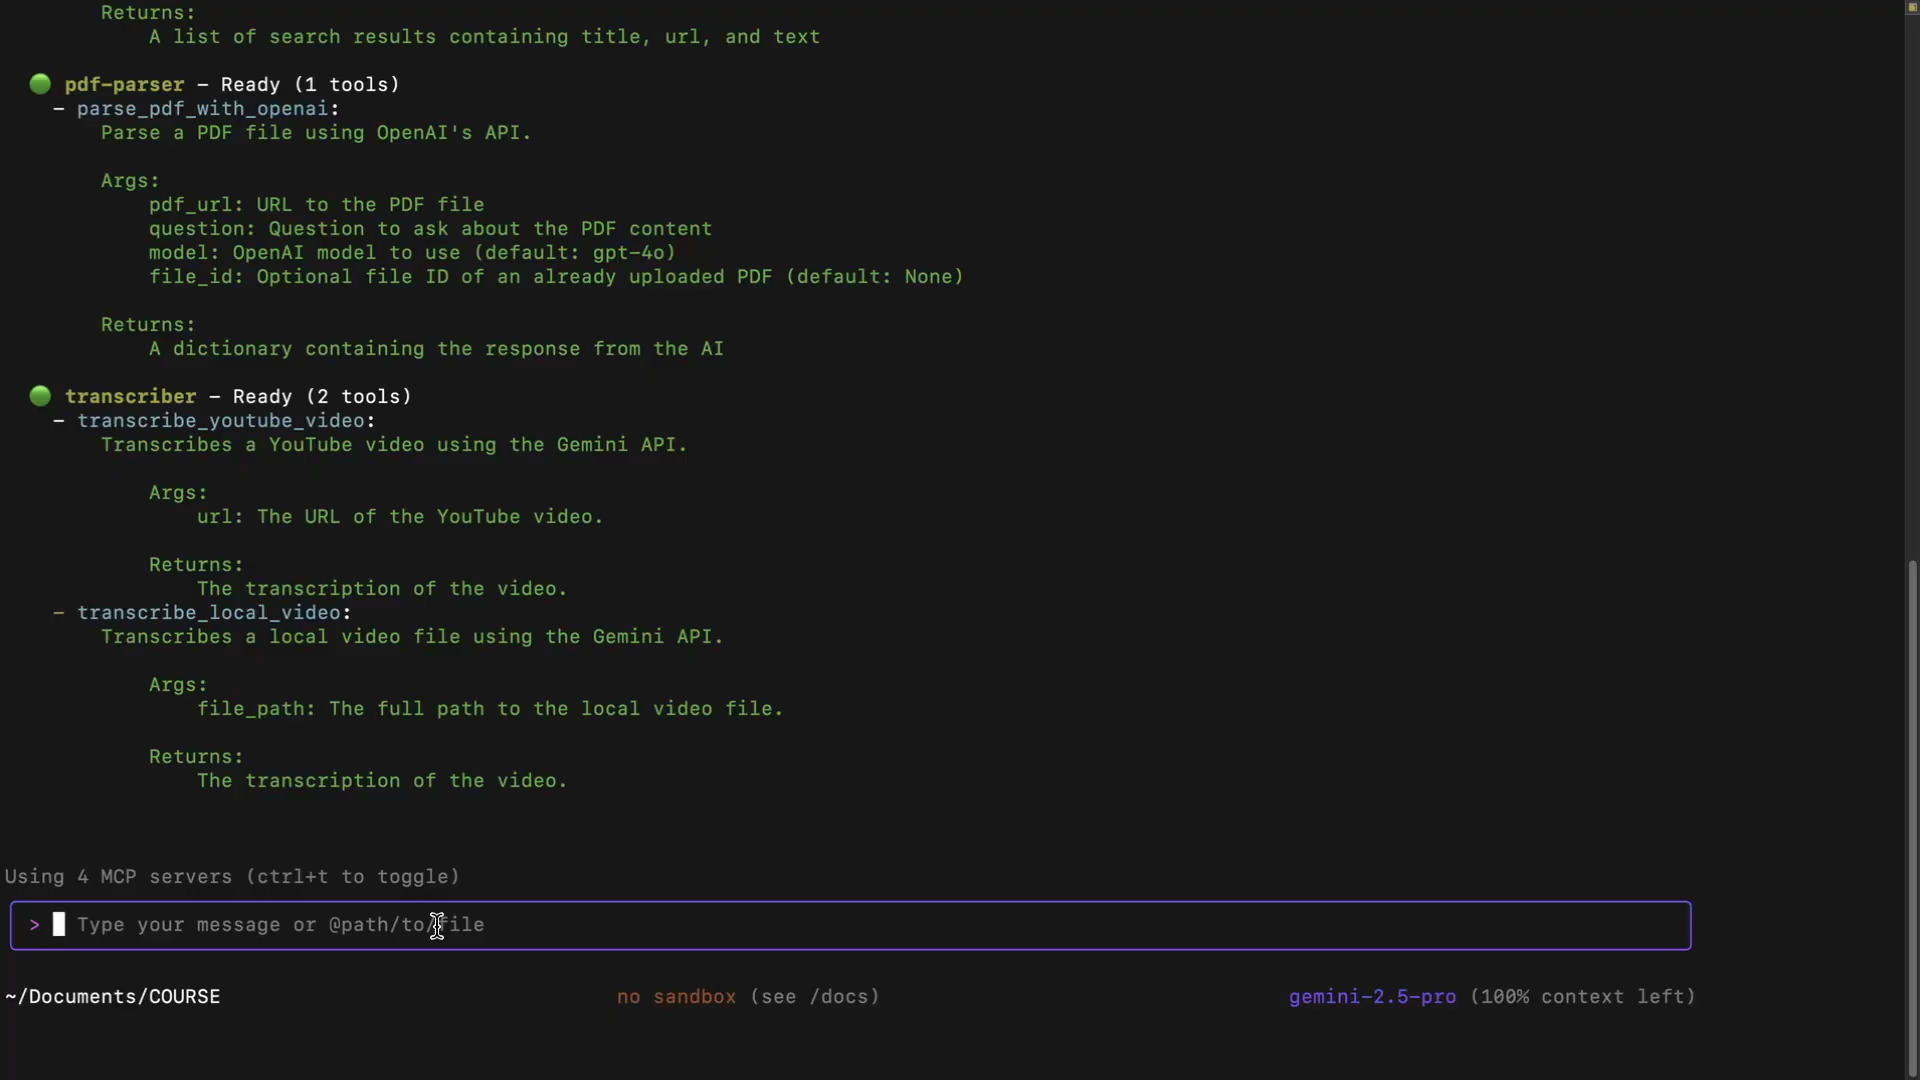 Returns:
A list of search results containing title, url, and text
pdf-parser - Ready (1 tools)
- parse_pdf_with_openai:
Parse a PDF file using OpenAI's API.
Args:
pdf_url: URL to the PDF file
question: Question to ask about the PDF content
model: OpenAI model to use (default: gpt-4o)
file_id: Optional file ID of an already uploaded PDF (default: None)
Returns:
A dictionary containing the response from the AI
transcriber - Ready (2 tools)
- transcribe_youtube_video:
Transcribes a YouTube video using the Gemini API.
Args:
url: The URL of the YouTube video.
Returns:
The transcription of the video.
- transcribe_local_video:
Transcribes a local video file using the Gemini API.
Args:
file_path: The full path to the local video file.
Returns:
The transcription of the video.
Using 4 MCP servers (ctrl+t to toggle)
> Type your message or @path/to/file
~/Documents/COURSE no sandbox (see /docs) gemini-2.5-pro (100% context left)